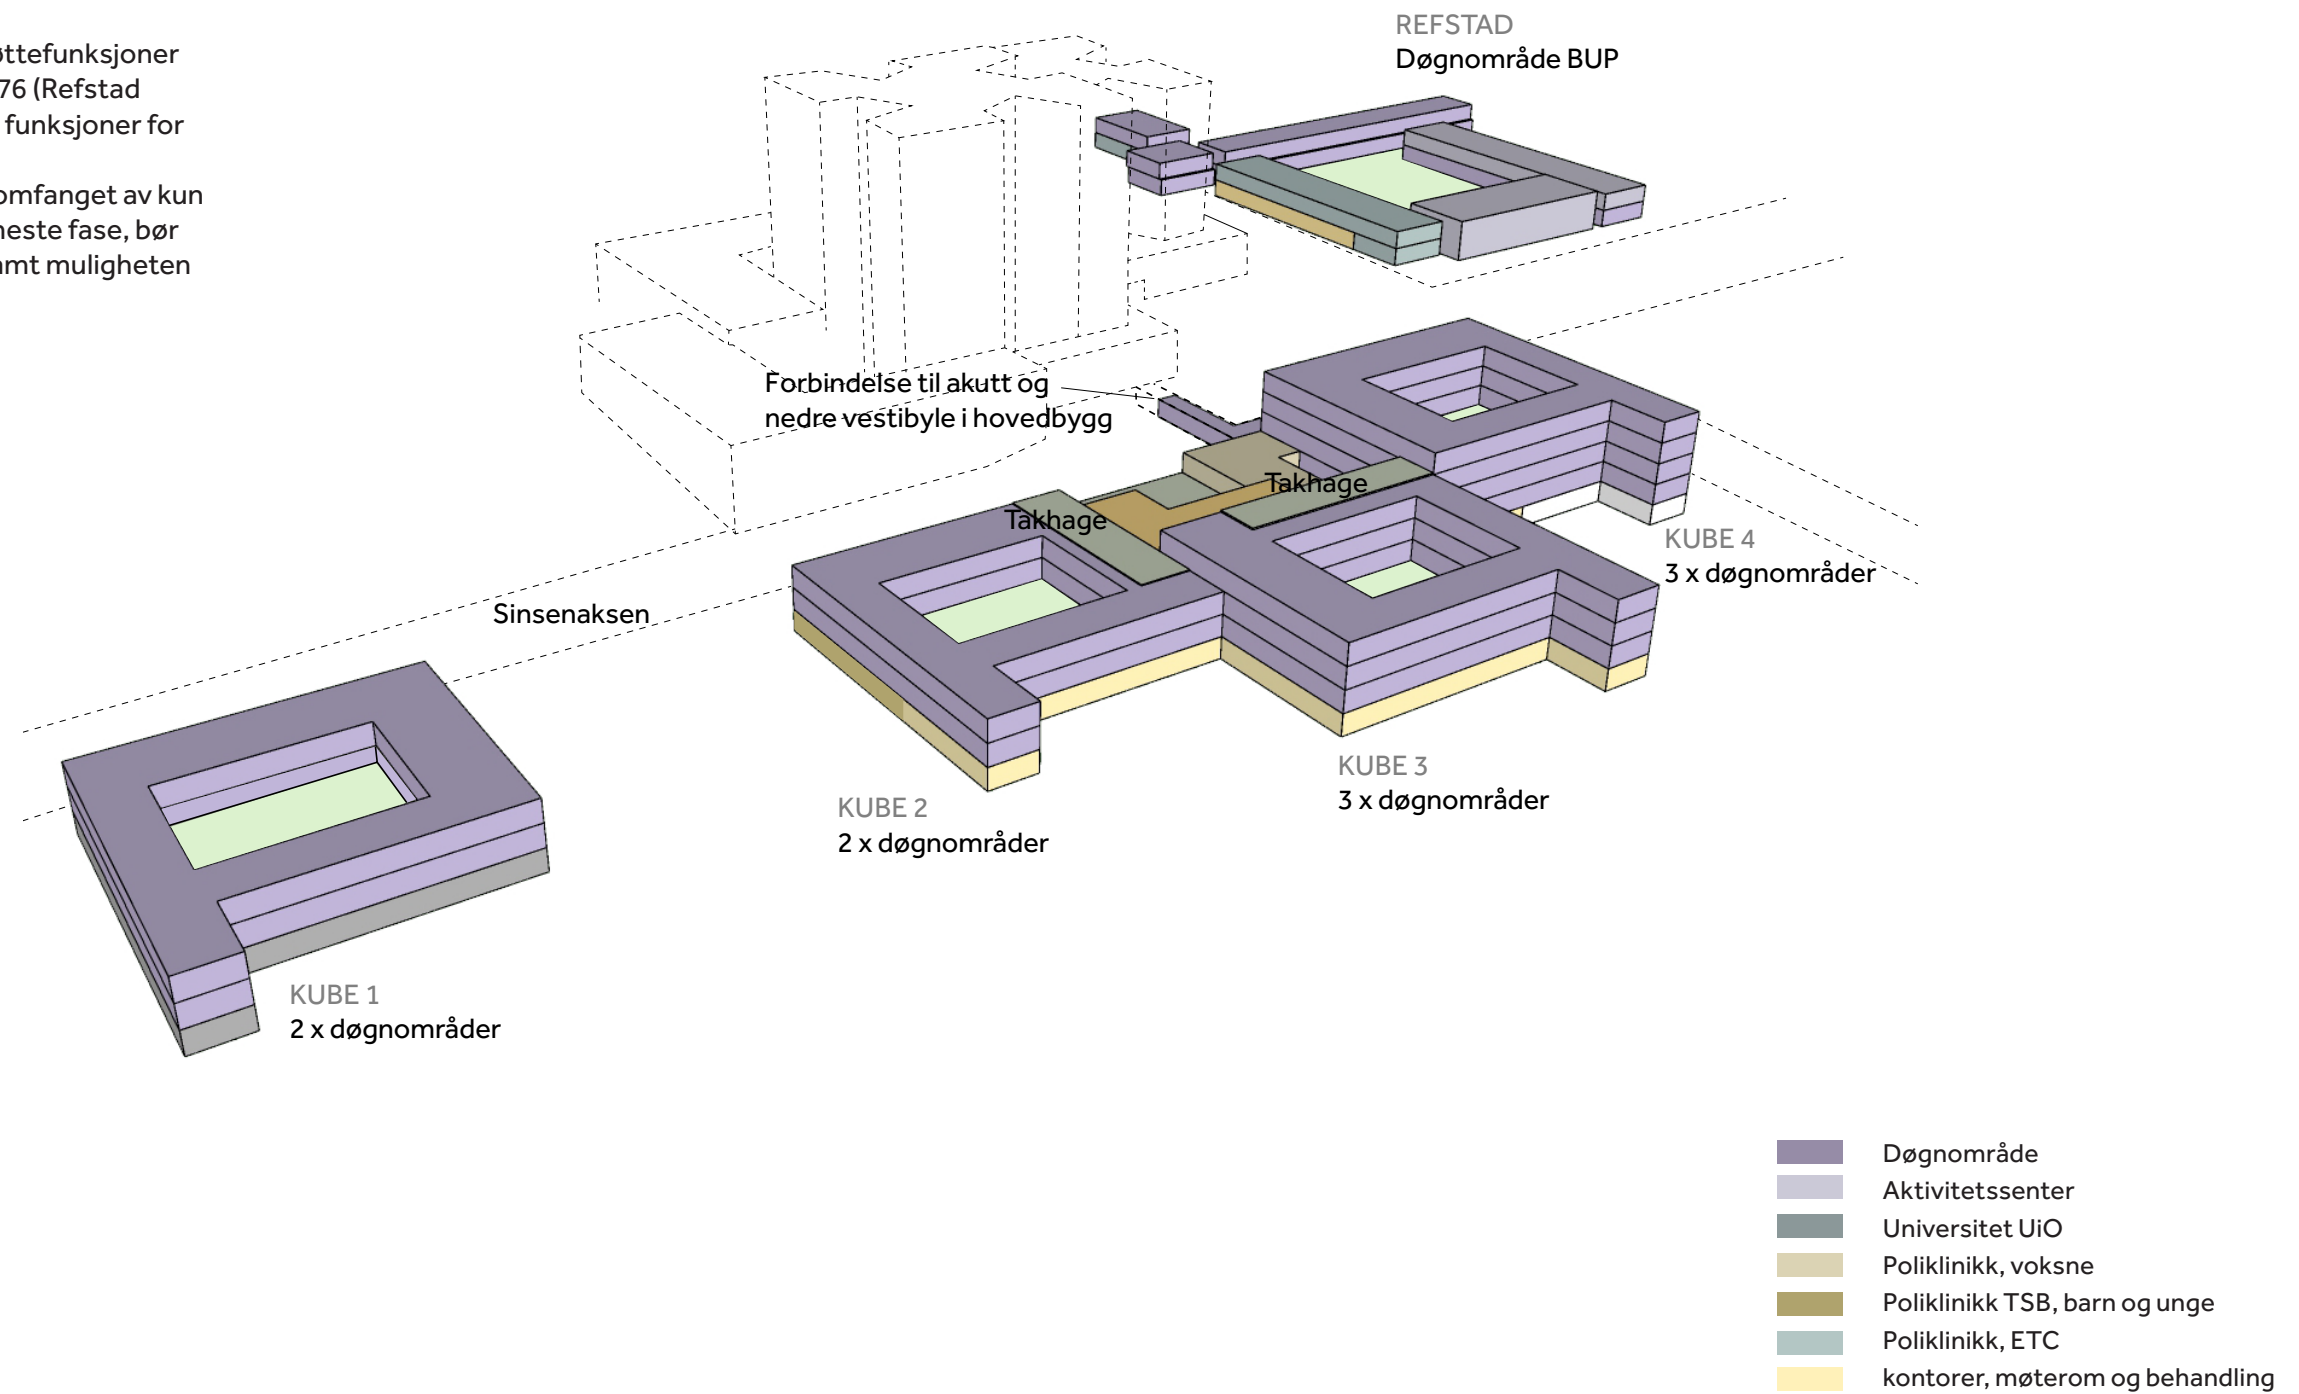 76 (Refstad
funksjoner for
omfanget av kun
neste fase, bør
muligheten
REFSTAD
Døgnområde BUP
Forbindelse til akutt og
nedre vestibyle i hovedbygg
Takhage
Takhage
Sinsenaksen
KUBE 4
3 x døgnområder
KUBE 3
3 x døgnområder
KUBE 2
2 x døgnområder
KUBE 1
2 x døgnområder
Døgnområde
Aktivitetssenter
Universitet UiO
Poliklinikk, voksne
Poliklinikk TSB, barn og unge
Poliklinikk, ETC
kontorer, møterom og behandling